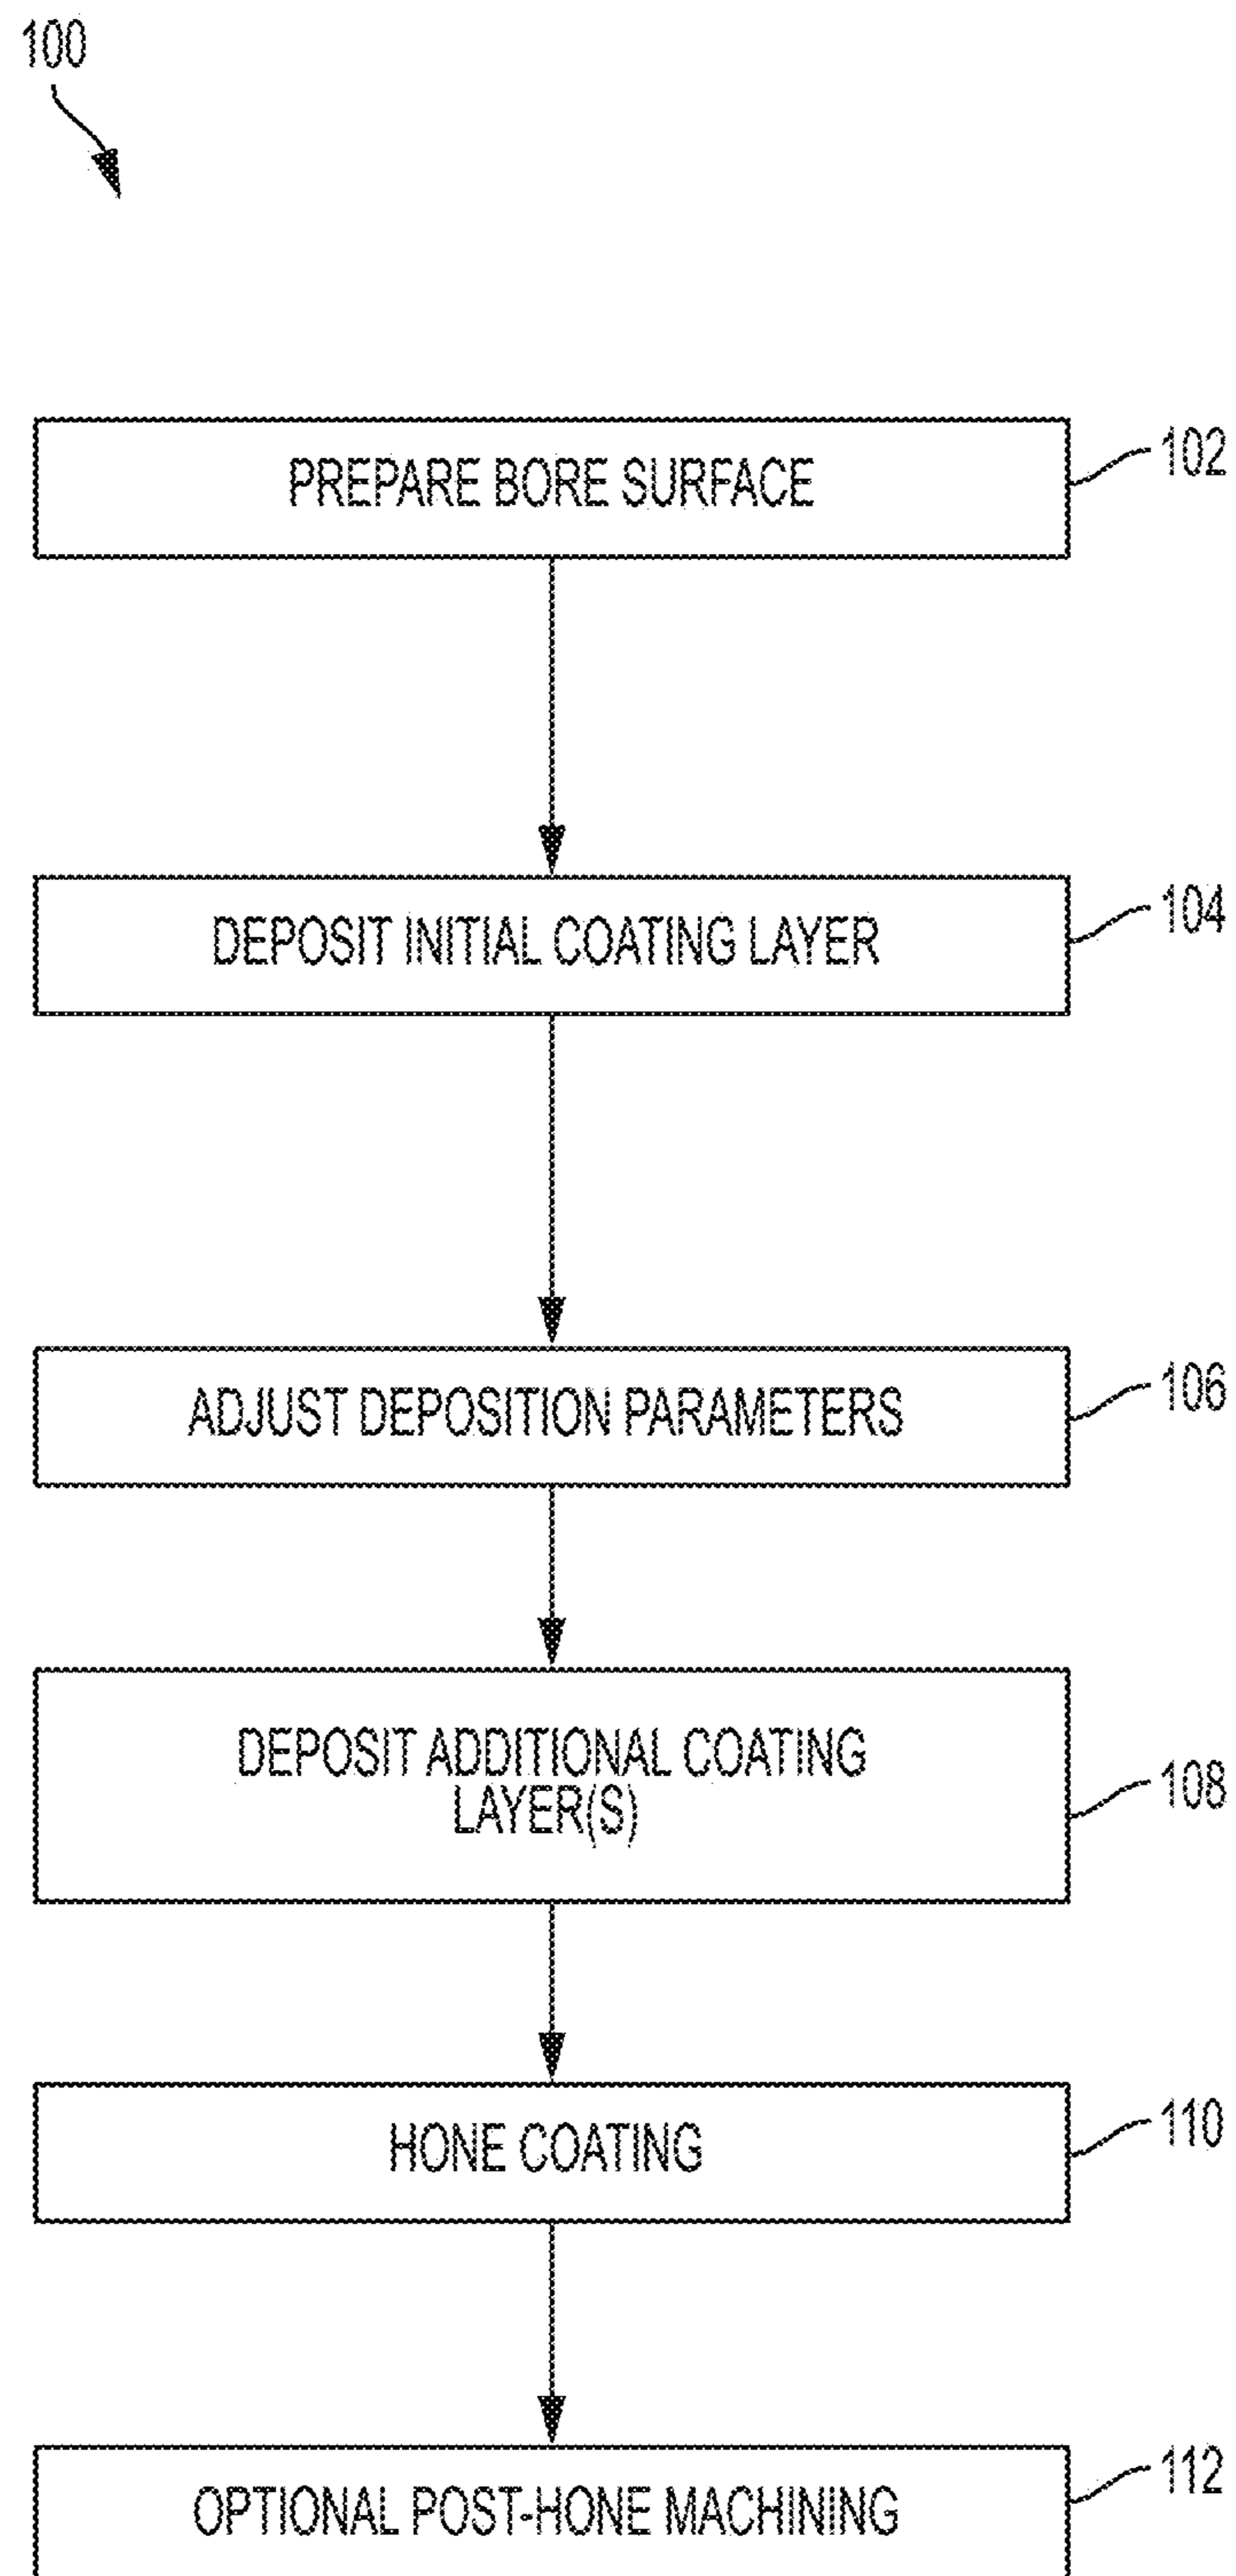 100
PREPARE BORE SURFACE
102
DEPOSIT INITIAL COATING LAYER
104
ADJUST DEPOSITION PARAMETERS
106
DEPOSIT ADDITIONAL COATING
LAYER(S)
108
HONE COATING
110
OPTIONAL POST-HONE MACHINING
112